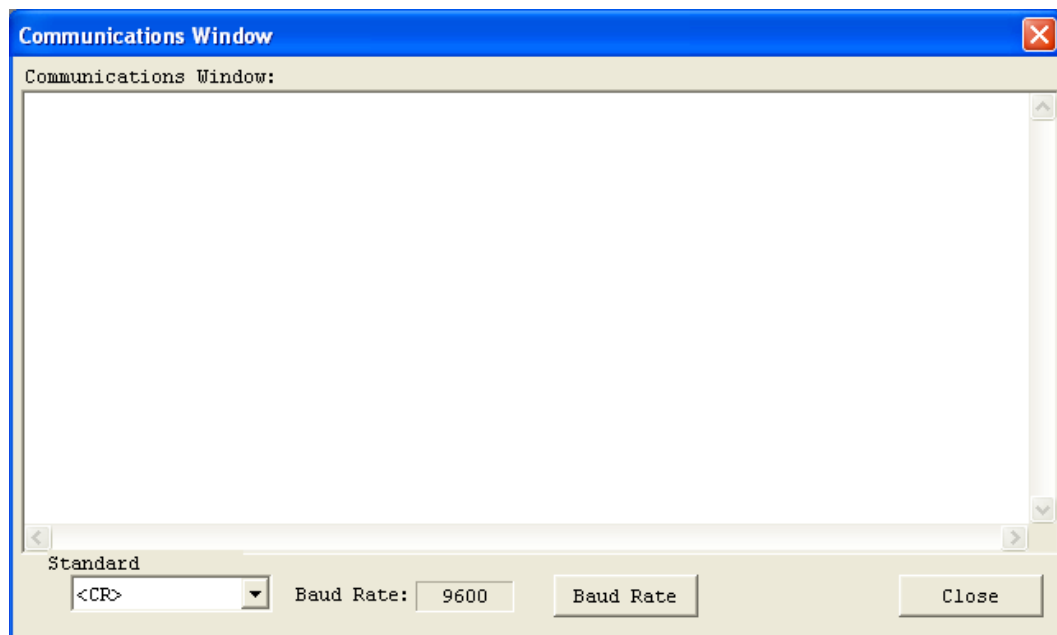 Communications Window
Communications Window:
Standard
<CR> Baud Rate: 9600 Baud Rate Close